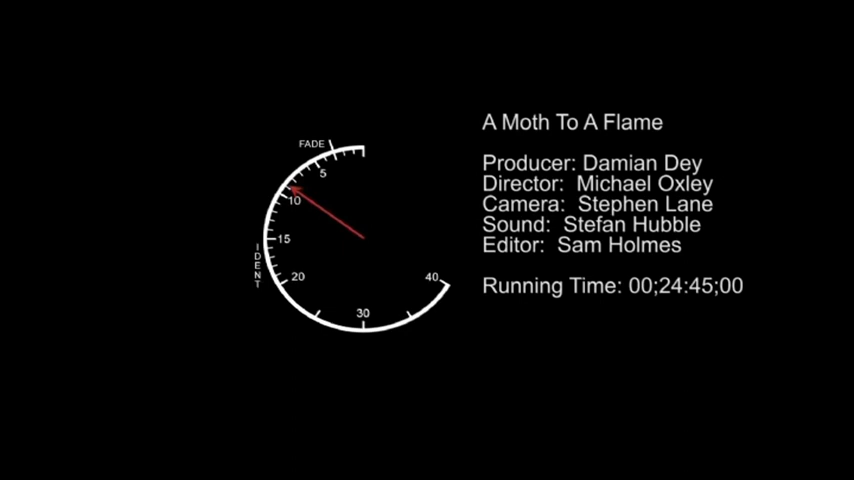 A Moth To A Flame
Producer: Damian Dey
Director: Michael Oxley
Camera: Stephen Lane
Sound: Stefan Hubble
Editor: Sam Holmes
Running Time: 00;24:45;00
FADE
5
10
15
IDENT
20
30
40